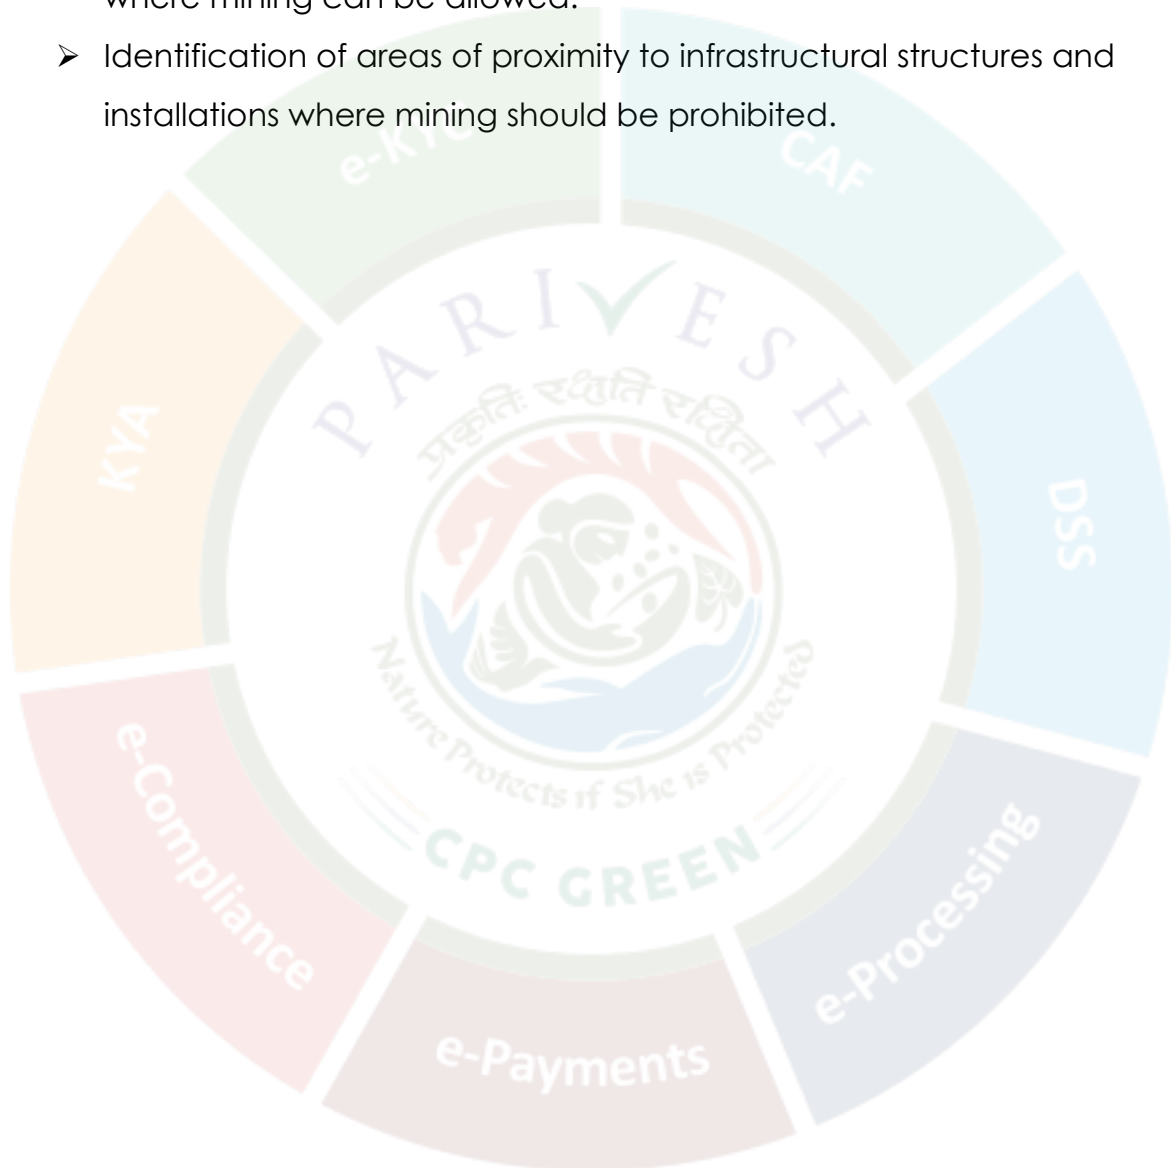 where mining can be allowed.
➢ Identification of areas of proximity to infrastructural structures and
installations where mining should be prohibited.
e-KYC
CAF
PARIVESH
प्रकृतिः रक्षति रक्षिता
KYA
DSS
Nature Protects if She is Protected
CPC GREEN
e-Compliance
e-Processing
e-Payments